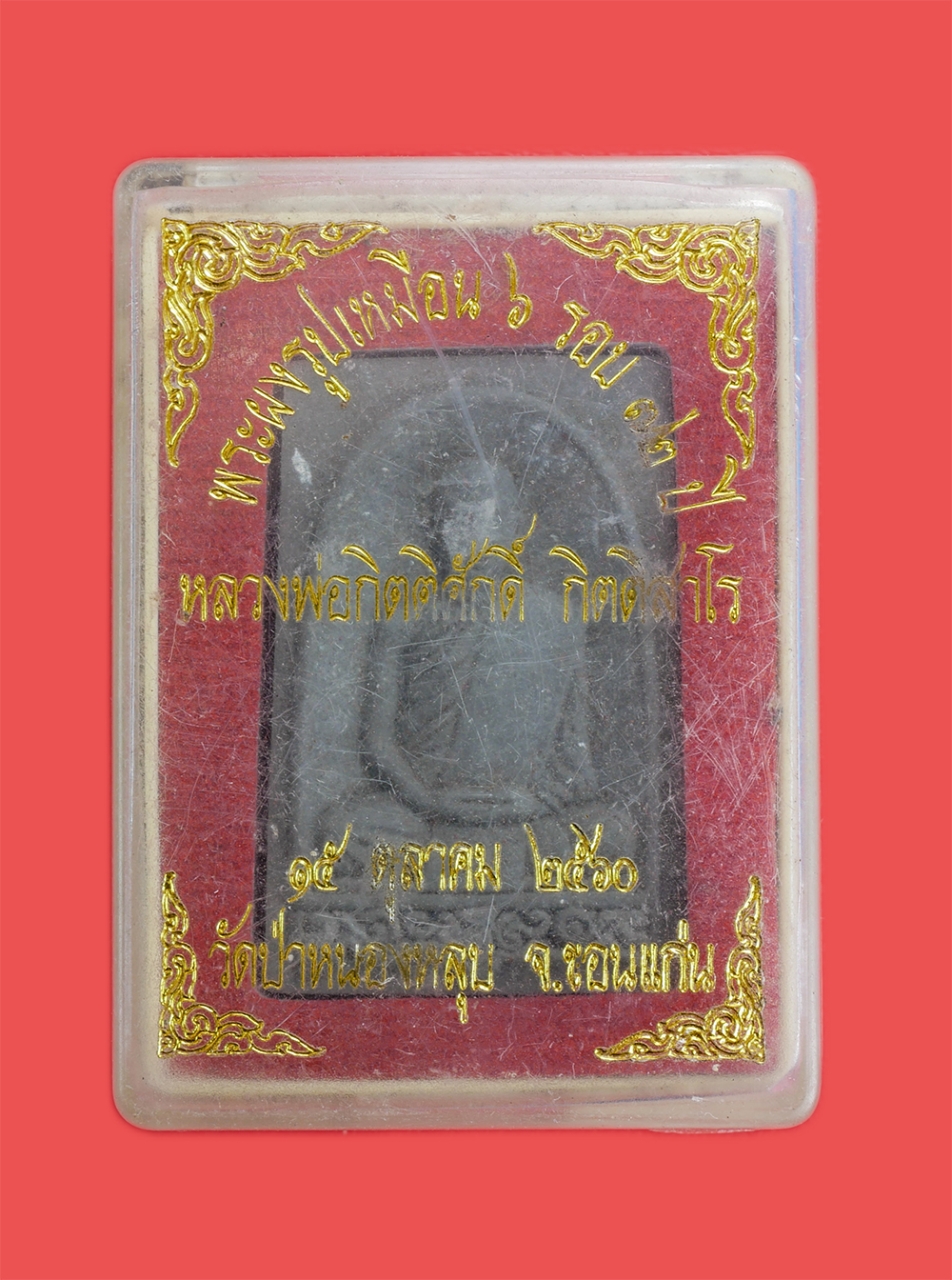 พระผงรูปเหมือน ๖ รอบ ๗๒ ปี
หลวงพ่อกิตติศักดิ์ กิตติสาโร
๑๕ ตุลาคม ๒๕๖๐
วัดป่าหนองหลุบ จ.ขอนแก่น